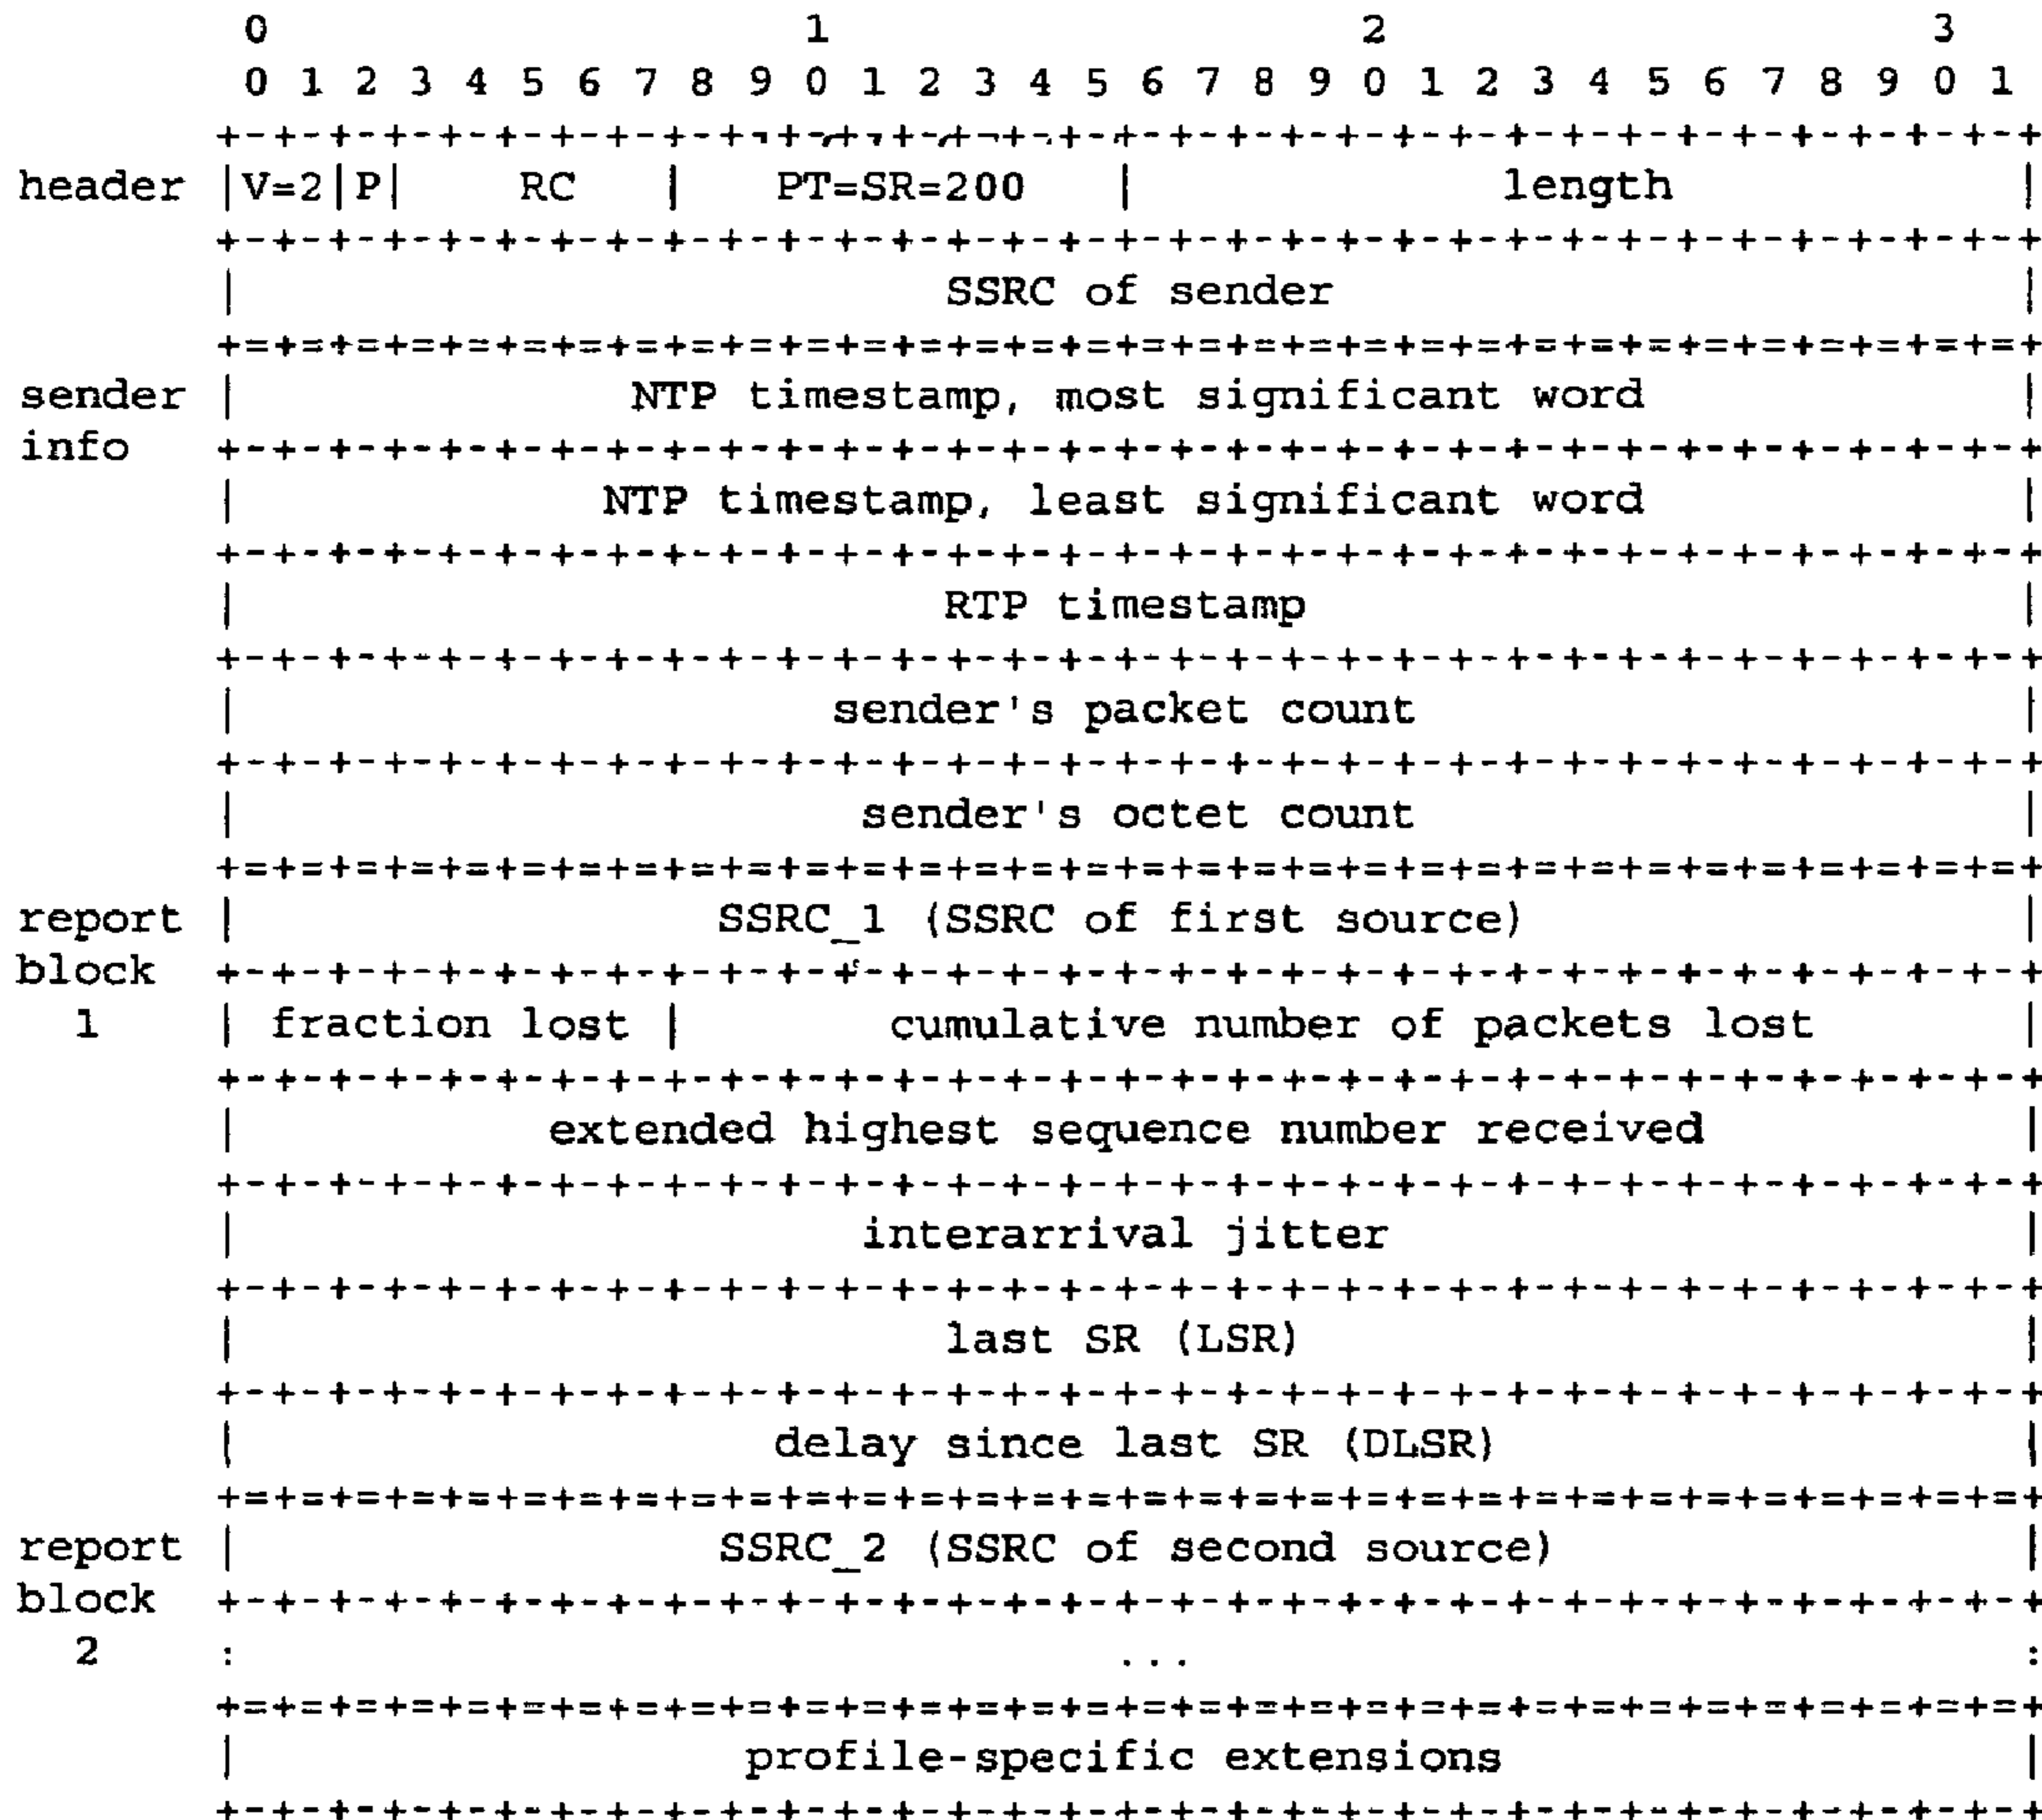 0 1 2 3
0 1 2 3 4 5 6 7 8 9 0 1 2 3 4 5 6 7 8 9 0 1 2 3 4 5 6 7 8 9 0 1
+-+-+-+-+-+-+-+-+-+-+-+-+-+-+-+-+-+-+-+-+-+-+-+-+-+-+-+-+-+-+-+-+
header |V=2|P| RC | PT=SR=200 | length |
+-+-+-+-+-+-+-+-+-+-+-+-+-+-+-+-+-+-+-+-+-+-+-+-+-+-+-+-+-+-+-+-+
| SSRC of sender |
+=+=+=+=+=+=+=+=+=+=+=+=+=+=+=+=+=+=+=+=+=+=+=+=+=+=+=+=+=+=+=+=+
sender | NTP timestamp, most significant word |
info +-+-+-+-+-+-+-+-+-+-+-+-+-+-+-+-+-+-+-+-+-+-+-+-+-+-+-+-+-+-+-+-+
| NTP timestamp, least significant word |
+-+-+-+-+-+-+-+-+-+-+-+-+-+-+-+-+-+-+-+-+-+-+-+-+-+-+-+-+-+-+-+-+
| RTP timestamp |
+-+-+-+-+-+-+-+-+-+-+-+-+-+-+-+-+-+-+-+-+-+-+-+-+-+-+-+-+-+-+-+-+
| sender's packet count |
+-+-+-+-+-+-+-+-+-+-+-+-+-+-+-+-+-+-+-+-+-+-+-+-+-+-+-+-+-+-+-+-+
| sender's octet count |
+=+=+=+=+=+=+=+=+=+=+=+=+=+=+=+=+=+=+=+=+=+=+=+=+=+=+=+=+=+=+=+=+
report | SSRC_1 (SSRC of first source) |
block +-+-+-+-+-+-+-+-+-+-+-+-+-+-+-+-+-+-+-+-+-+-+-+-+-+-+-+-+-+-+-+-+
1 | fraction lost | cumulative number of packets lost |
+-+-+-+-+-+-+-+-+-+-+-+-+-+-+-+-+-+-+-+-+-+-+-+-+-+-+-+-+-+-+-+-+
| extended highest sequence number received |
+-+-+-+-+-+-+-+-+-+-+-+-+-+-+-+-+-+-+-+-+-+-+-+-+-+-+-+-+-+-+-+-+
| interarrival jitter |
+-+-+-+-+-+-+-+-+-+-+-+-+-+-+-+-+-+-+-+-+-+-+-+-+-+-+-+-+-+-+-+-+
| last SR (LSR) |
+-+-+-+-+-+-+-+-+-+-+-+-+-+-+-+-+-+-+-+-+-+-+-+-+-+-+-+-+-+-+-+-+
| delay since last SR (DLSR) |
+=+=+=+=+=+=+=+=+=+=+=+=+=+=+=+=+=+=+=+=+=+=+=+=+=+=+=+=+=+=+=+=+
report | SSRC_2 (SSRC of second source) |
block +-+-+-+-+-+-+-+-+-+-+-+-+-+-+-+-+-+-+-+-+-+-+-+-+-+-+-+-+-+-+-+-+
2 : ... :
+=+=+=+=+=+=+=+=+=+=+=+=+=+=+=+=+=+=+=+=+=+=+=+=+=+=+=+=+=+=+=+=+
| profile-specific extensions |
+-+-+-+-+-+-+-+-+-+-+-+-+-+-+-+-+-+-+-+-+-+-+-+-+-+-+-+-+-+-+-+-+